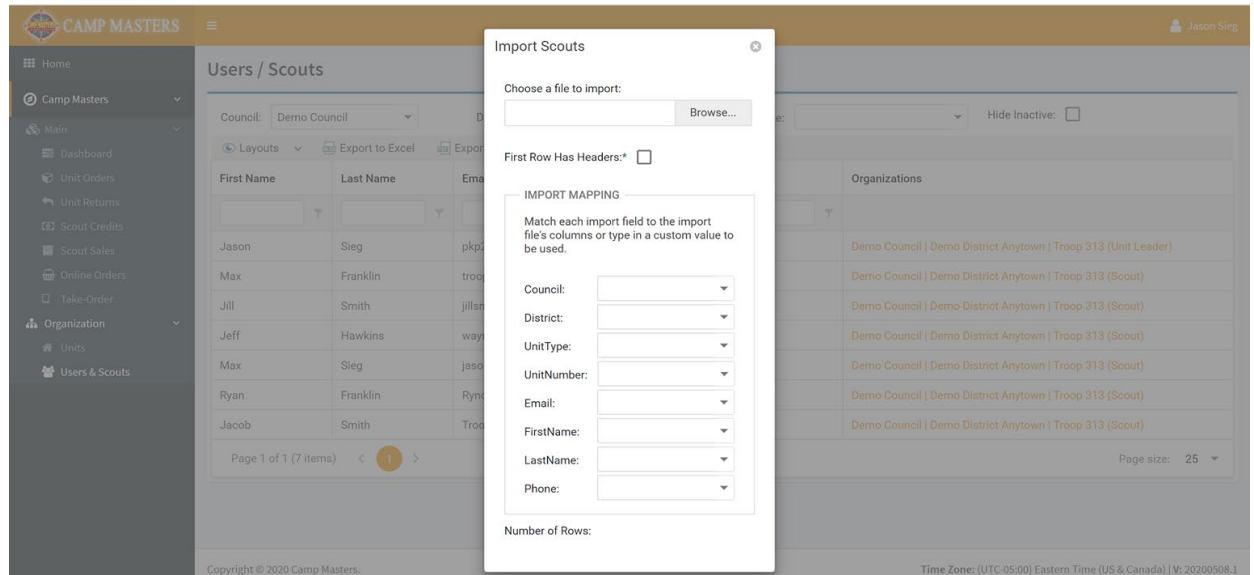 CAMP MASTERS
Jason Sieg
Home
Camp Masters
Main
Dashboard
Unit Orders
Unit Returns
Scout Credits
Scout Sales
Online Orders
Take-Order
Organization
Units
Users & Scouts
Users / Scouts
Council: Demo Council
Hide Inactive:
Layouts Export to Excel
First Name Last Name Organizations
Jason Sieg Demo Council | Demo District Anytown | Troop 313 (Unit Leader)
Max Franklin Demo Council | Demo District Anytown | Troop 313 (Scout)
Jill Smith Demo Council | Demo District Anytown | Troop 313 (Scout)
Jeff Hawkins Demo Council | Demo District Anytown | Troop 313 (Scout)
Max Sieg Demo Council | Demo District Anytown | Troop 313 (Scout)
Ryan Franklin Demo Council | Demo District Anytown | Troop 313 (Scout)
Jacob Smith Demo Council | Demo District Anytown | Troop 313 (Scout)
Page 1 of 1 (7 items) < 1 > Page size: 25
Import Scouts
Choose a file to import:
Browse...
First Row Has Headers:*
IMPORT MAPPING
Match each import field to the import
file's columns or type in a custom value to
be used.
Council:
District:
UnitType:
UnitNumber:
Email:
FirstName:
LastName:
Phone:
Number of Rows:
Copyright © 2020 Camp Masters. Time Zone: (UTC-05:00) Eastern Time (US & Canada) | V: 20200508.1